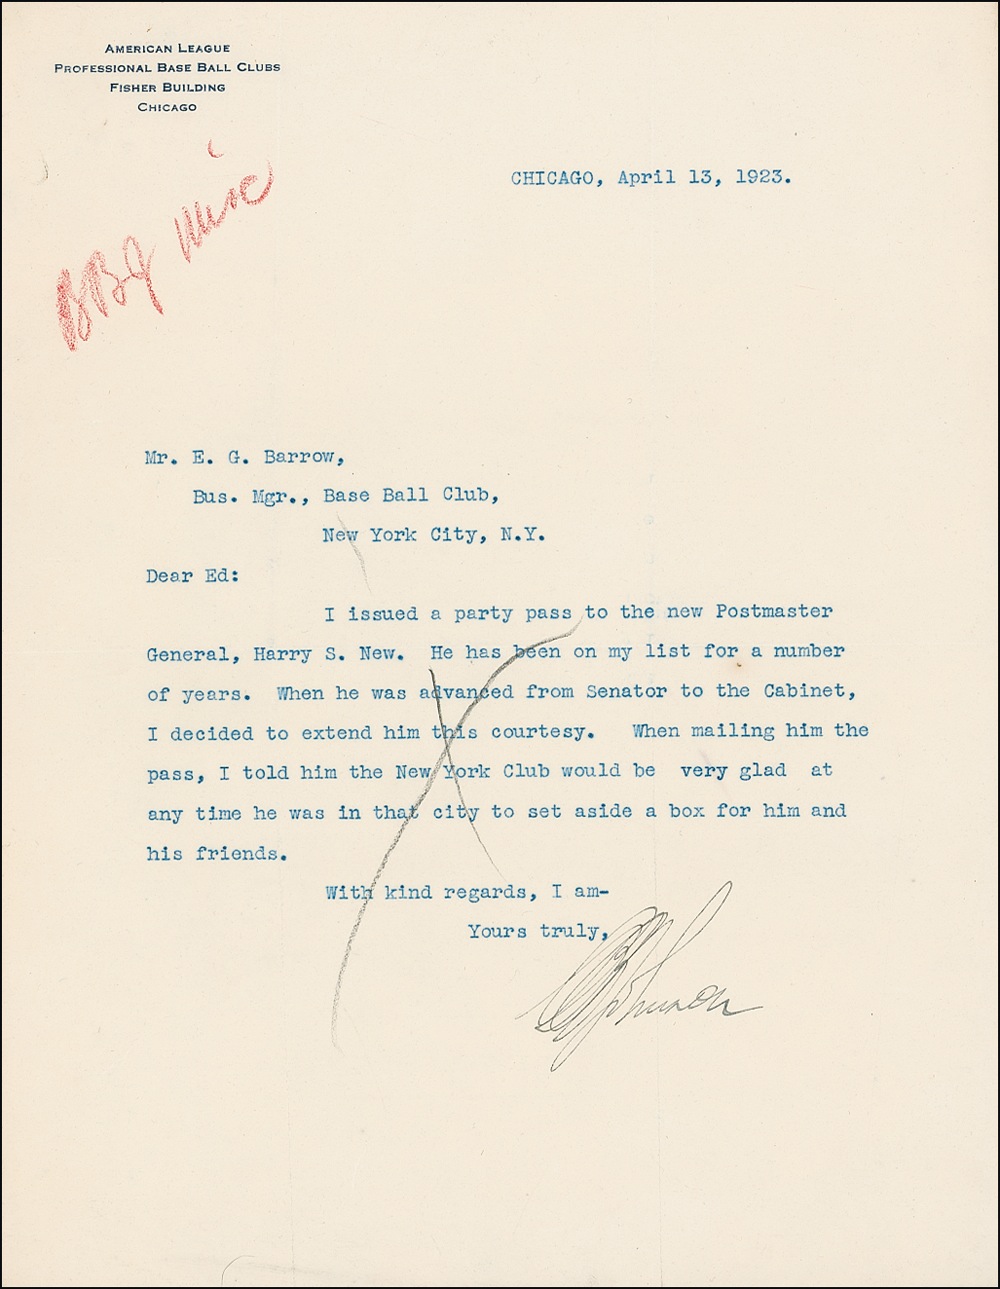 AMERICAN LEAGUE
PROFESSIONAL BASE BALL CLUBS
FISHER BUILDING
CHICAGO
CHICAGO, April 13, 1923.
Mr. E. G. Barrow,
Bus. Mgr., Base Ball Club,
New York City, N.Y.
Dear Ed:
I issued a party pass to the new Postmaster
General, Harry S. New. He has been on my list for a number
of years. When he was advanced from Senator to the Cabinet,
I decided to extend him this courtesy. When mailing him the
pass, I told him the New York Club would be very glad at
any time he was in that city to set aside a box for him and
his friends.
With kind regards, I am-
Yours truly,
Johnson